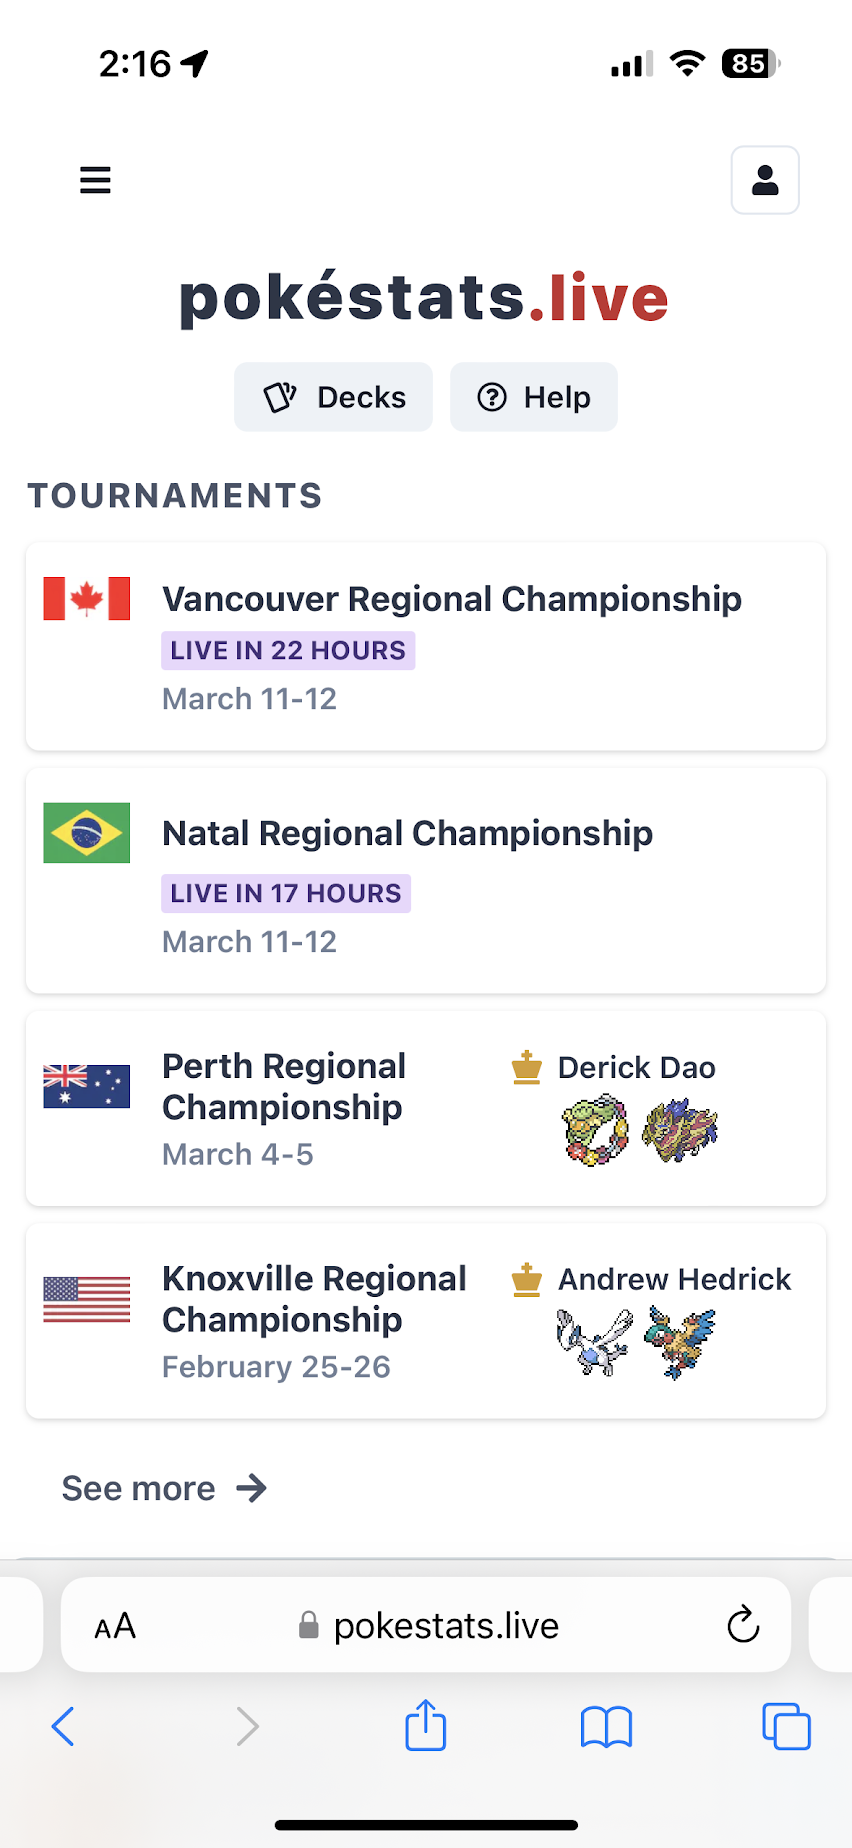 2:16
85
pokéstats.live
Decks
Help
TOURNAMENTS
Vancouver Regional Championship
LIVE IN 22 HOURS
March 11-12
Natal Regional Championship
LIVE IN 17 HOURS
March 11-12
Perth Regional
Championship
March 4-5
Derick Dao
Knoxville Regional
Championship
February 25-26
Andrew Hedrick
See more
AA
pokestats.live